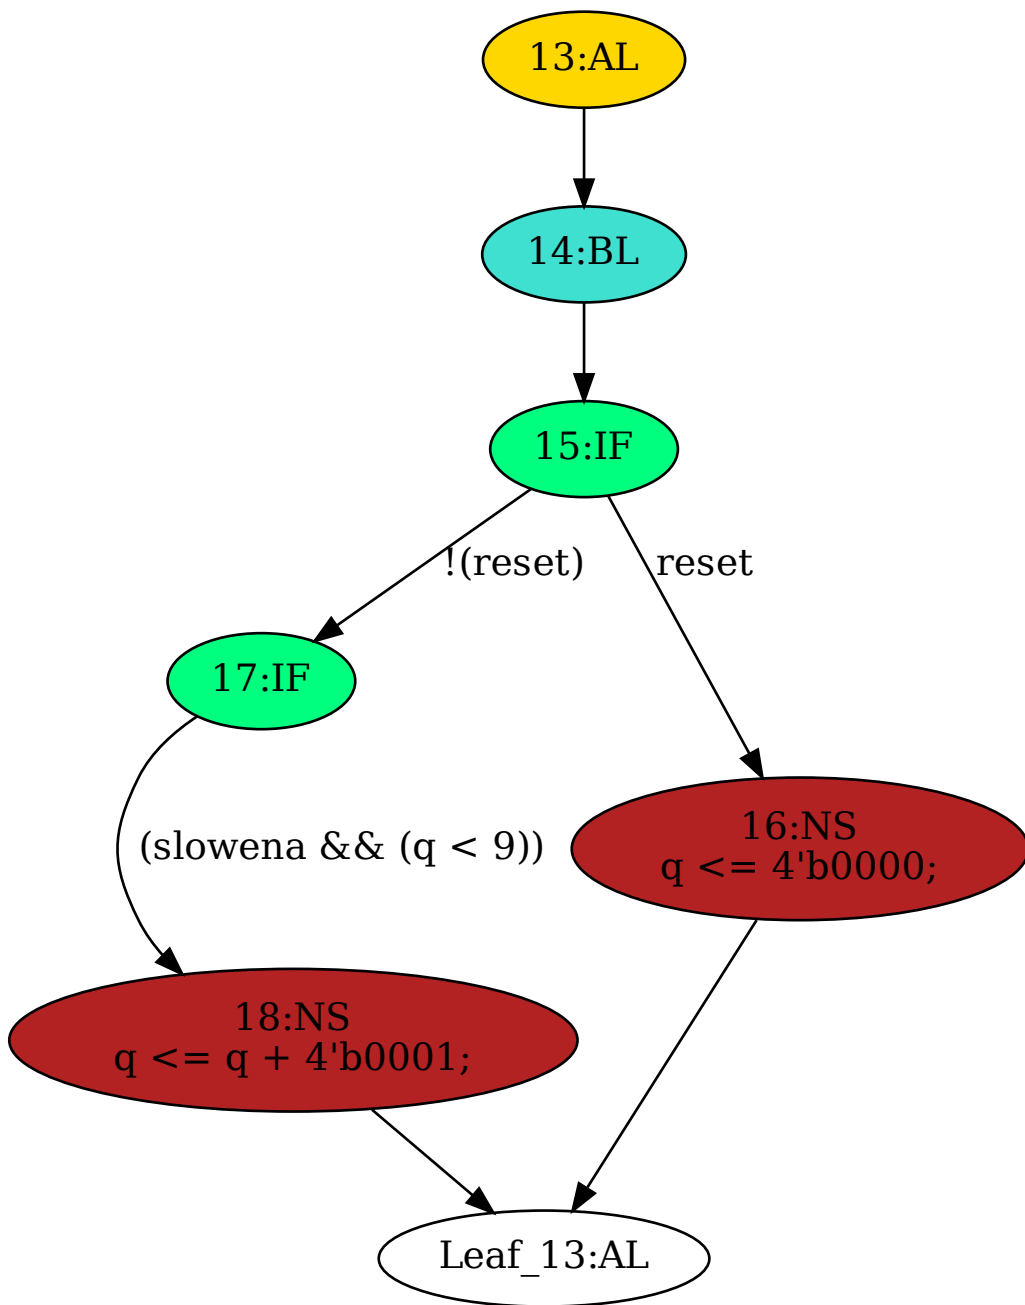 13:AL
14:BL
15:IF
!(reset)
reset
17:IF
(slowena && (q < 9))
16:NS
q <= 4'b0000;
18:NS
q <= q + 4'b0001;
Leaf_13:AL